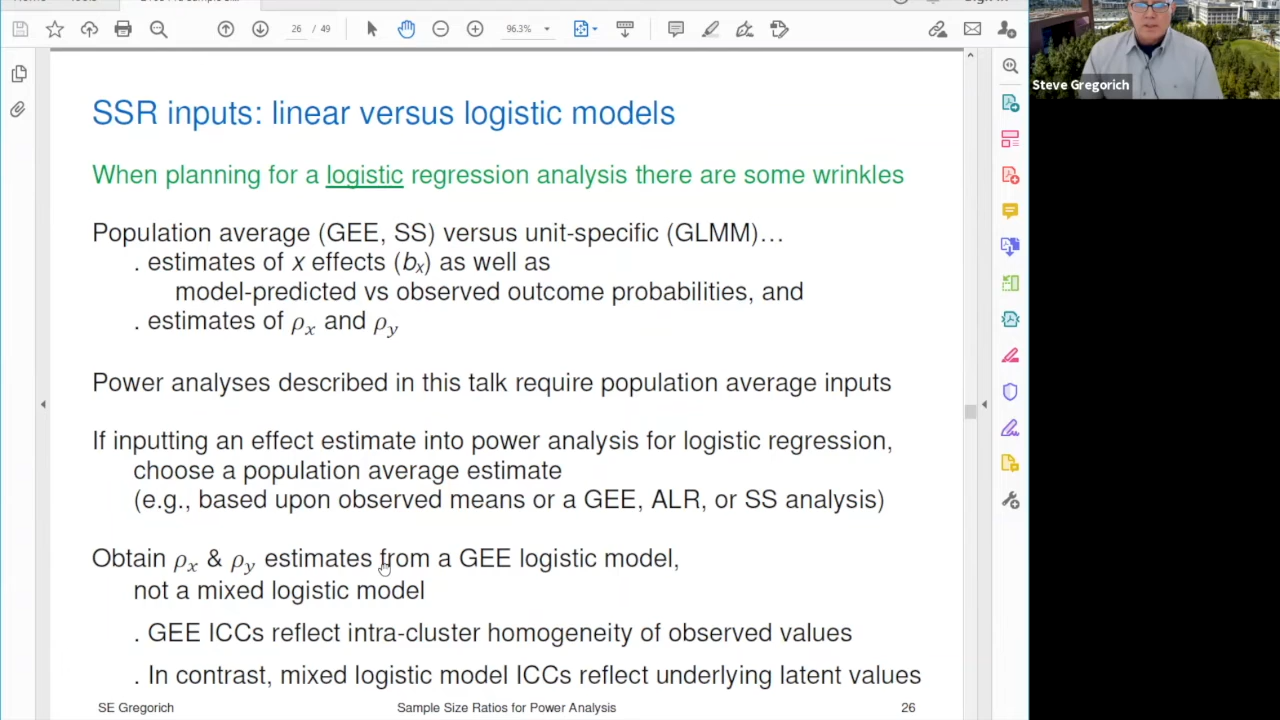 26 / 49
96.3%
Steve Gregorich
SSR inputs: linear versus logistic models
When planning for a logistic regression analysis there are some wrinkles
Population average (GEE, SS) versus unit-specific (GLMM)…
. estimates of x effects (bₓ) as well as
model-predicted vs observed outcome probabilities, and
. estimates of ρₓ and ρ_y
Power analyses described in this talk require population average inputs
If inputting an effect estimate into power analysis for logistic regression,
choose a population average estimate
(e.g., based upon observed means or a GEE, ALR, or SS analysis)
Obtain ρₓ & ρ_y estimates from a GEE logistic model,
not a mixed logistic model
. GEE ICCs reflect intra-cluster homogeneity of observed values
. In contrast, mixed logistic model ICCs reflect underlying latent values
SE Gregorich
Sample Size Ratios for Power Analysis
26